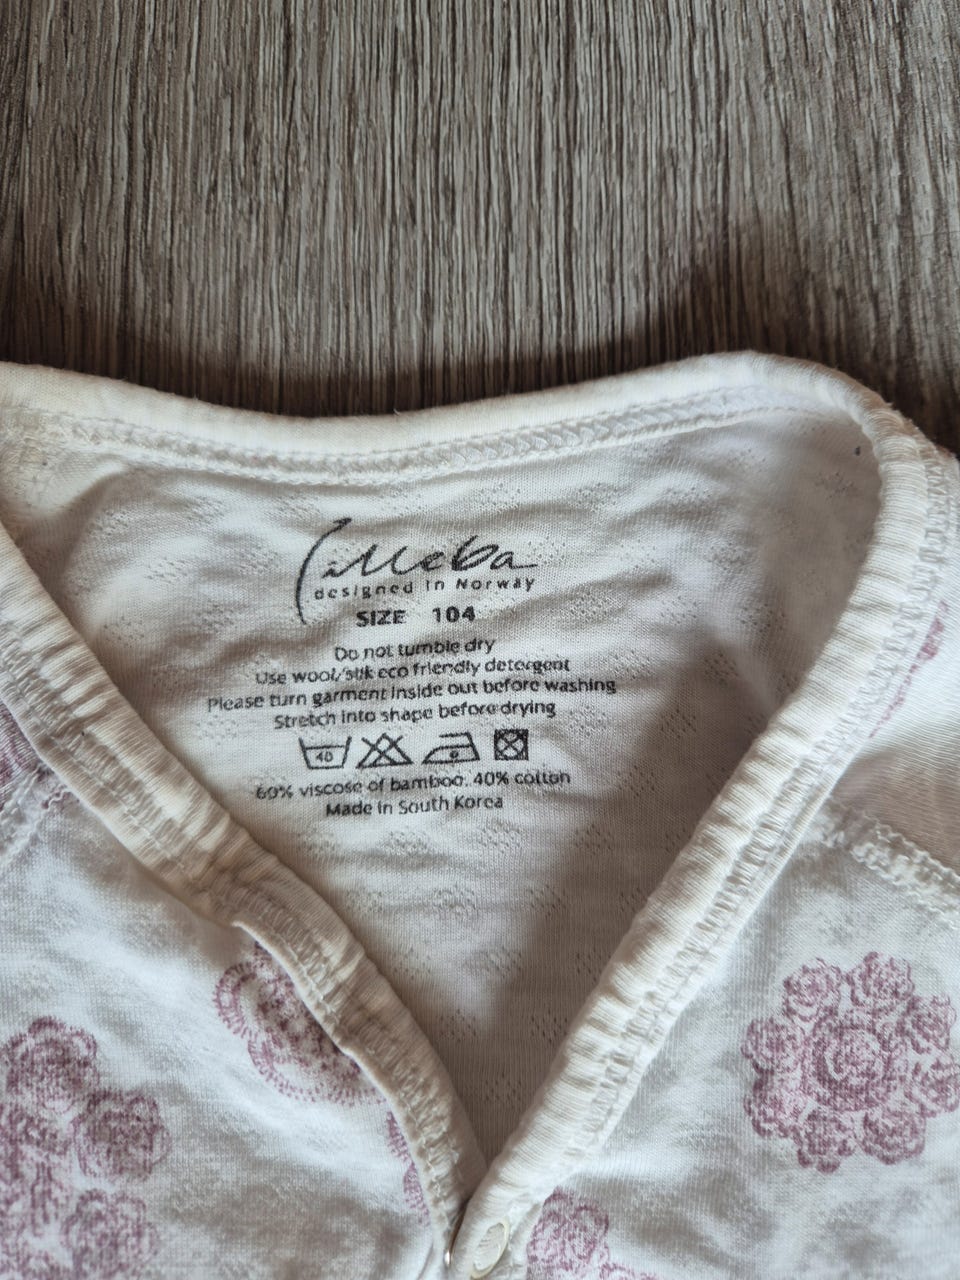 designed in Norway
SIZE 104
Do not tumble dry
Use wool/silk eco friendly detergent
Please turn garment inside out before washing
Stretch into shape before drying
40
60% viscose of bamboo, 40% cotton
Made in South Korea